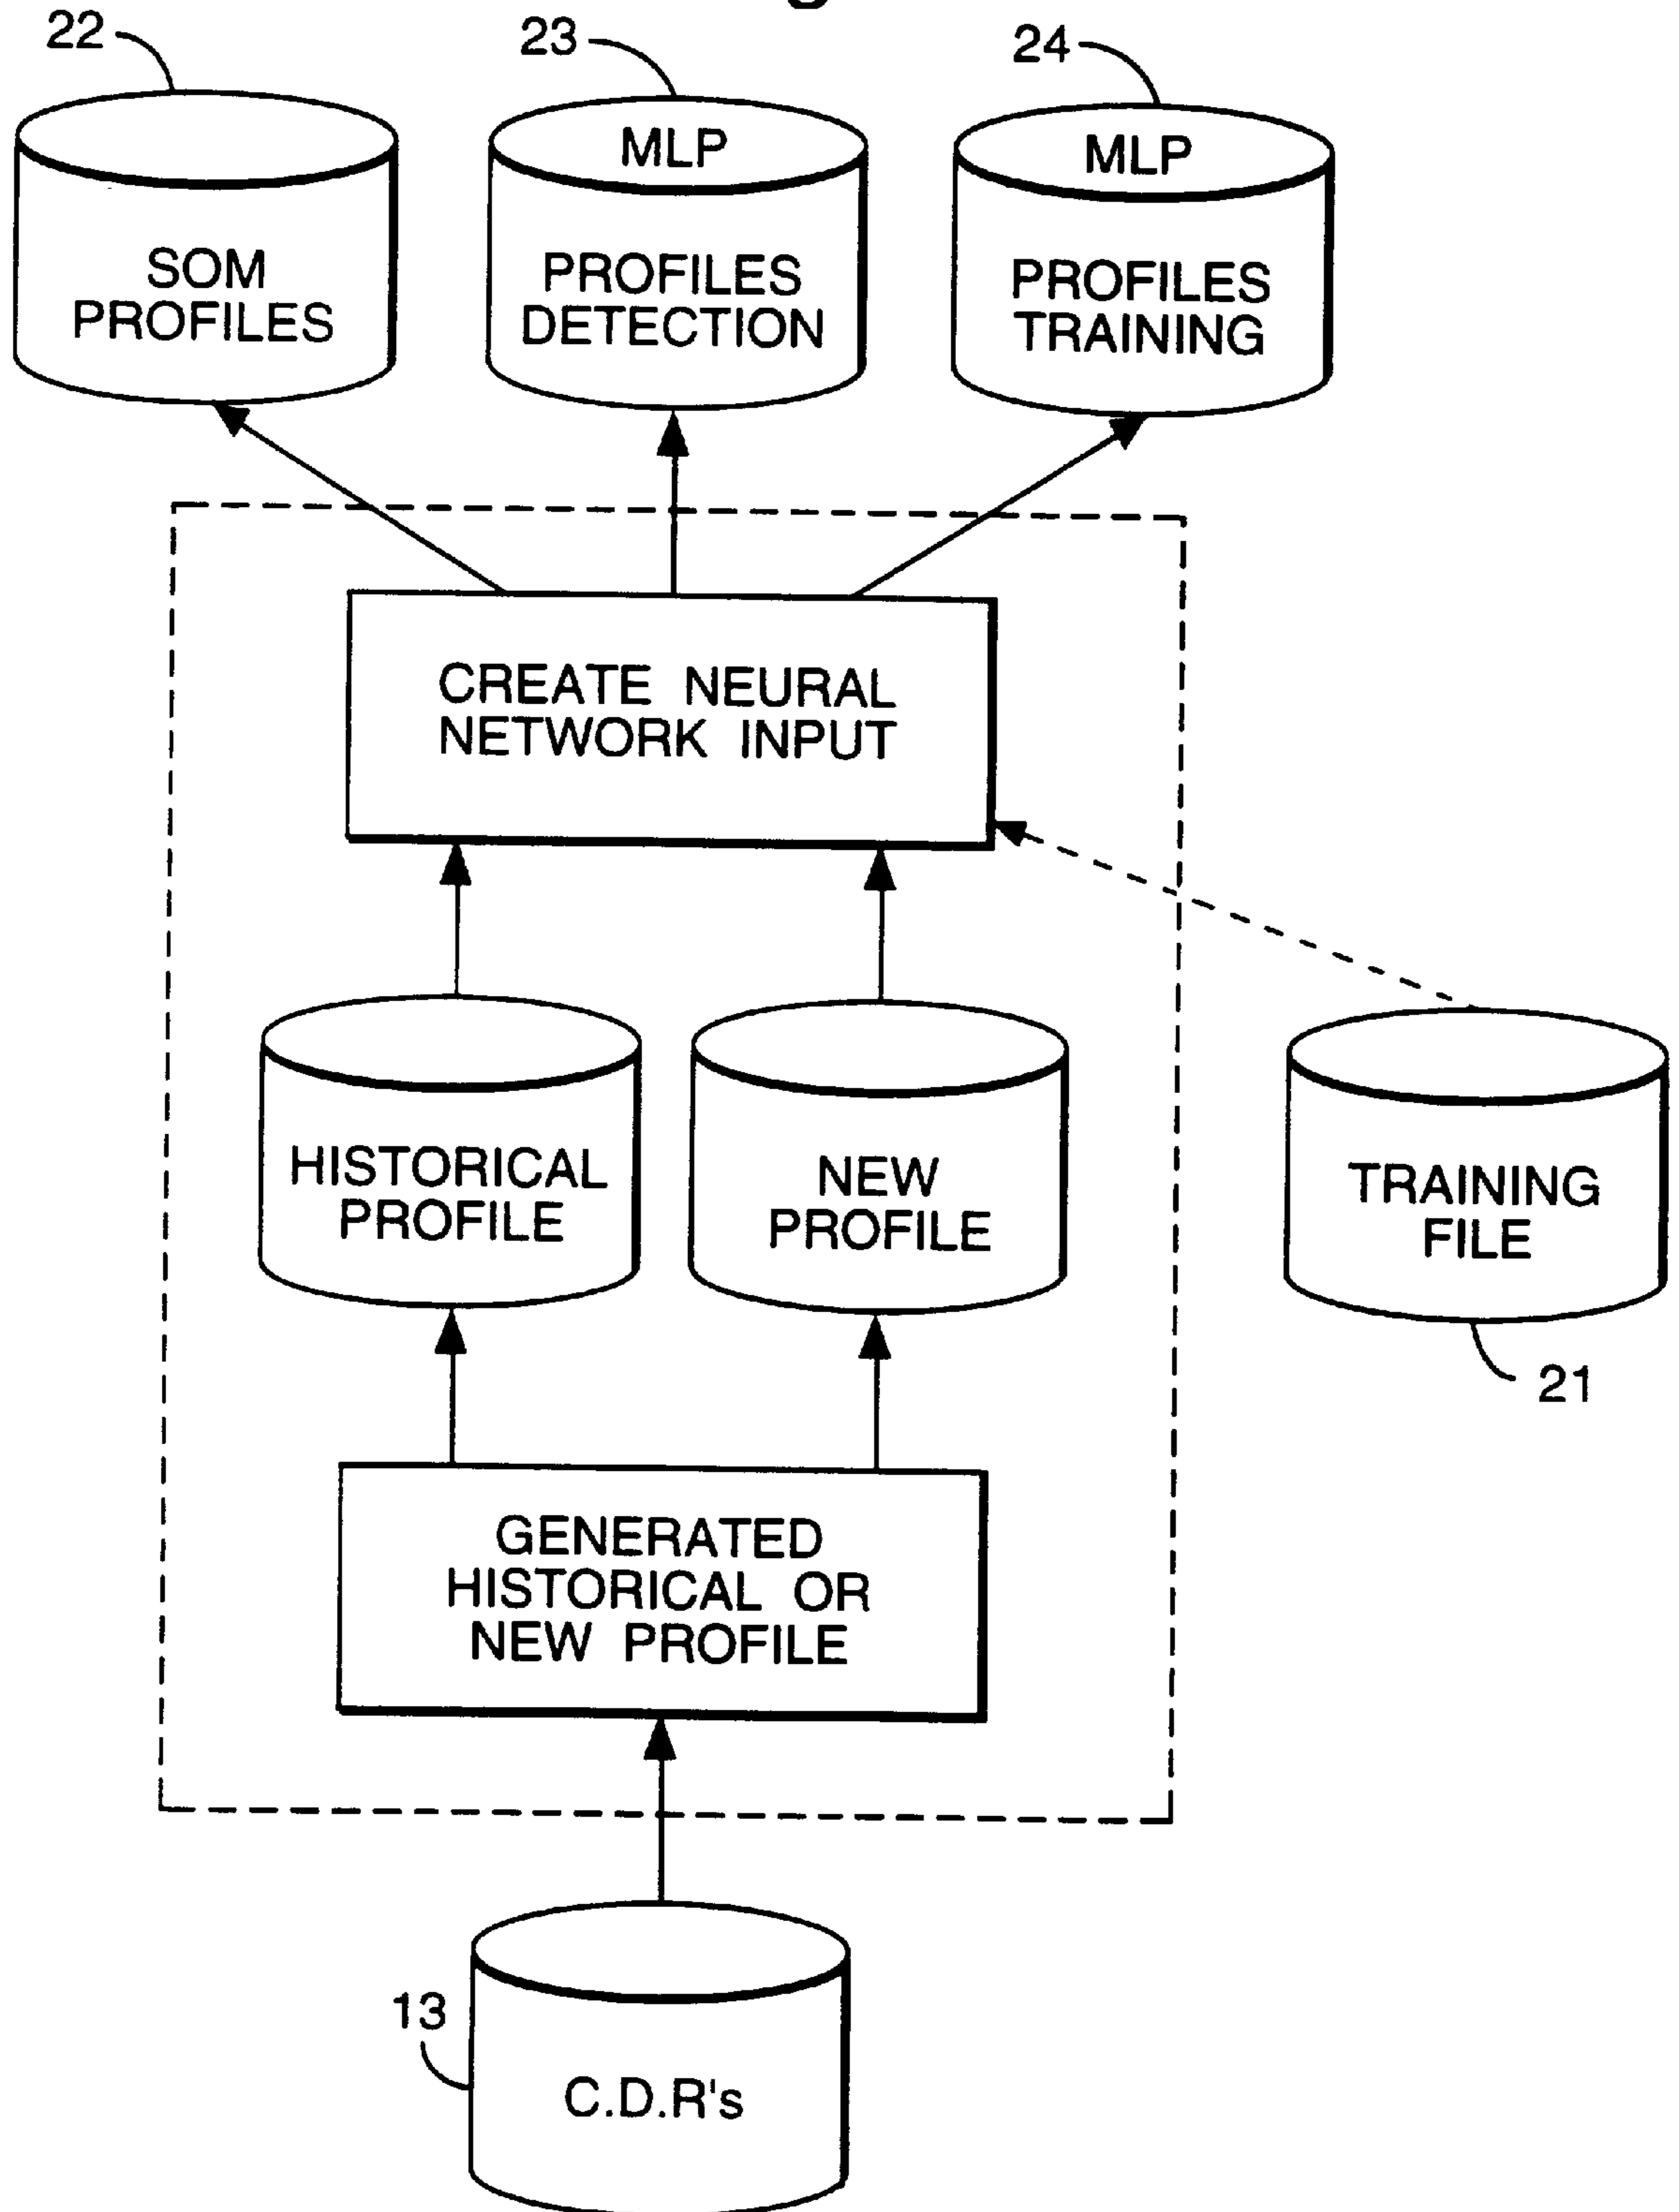 22
23
24
MLP
MLP
SOM
PROFILES
PROFILES
DETECTION
PROFILES
TRAINING
CREATE NEURAL
NETWORK INPUT
HISTORICAL
PROFILE
NEW
PROFILE
TRAINING
FILE
21
GENERATED
HISTORICAL OR
NEW PROFILE
13
C.D.R's